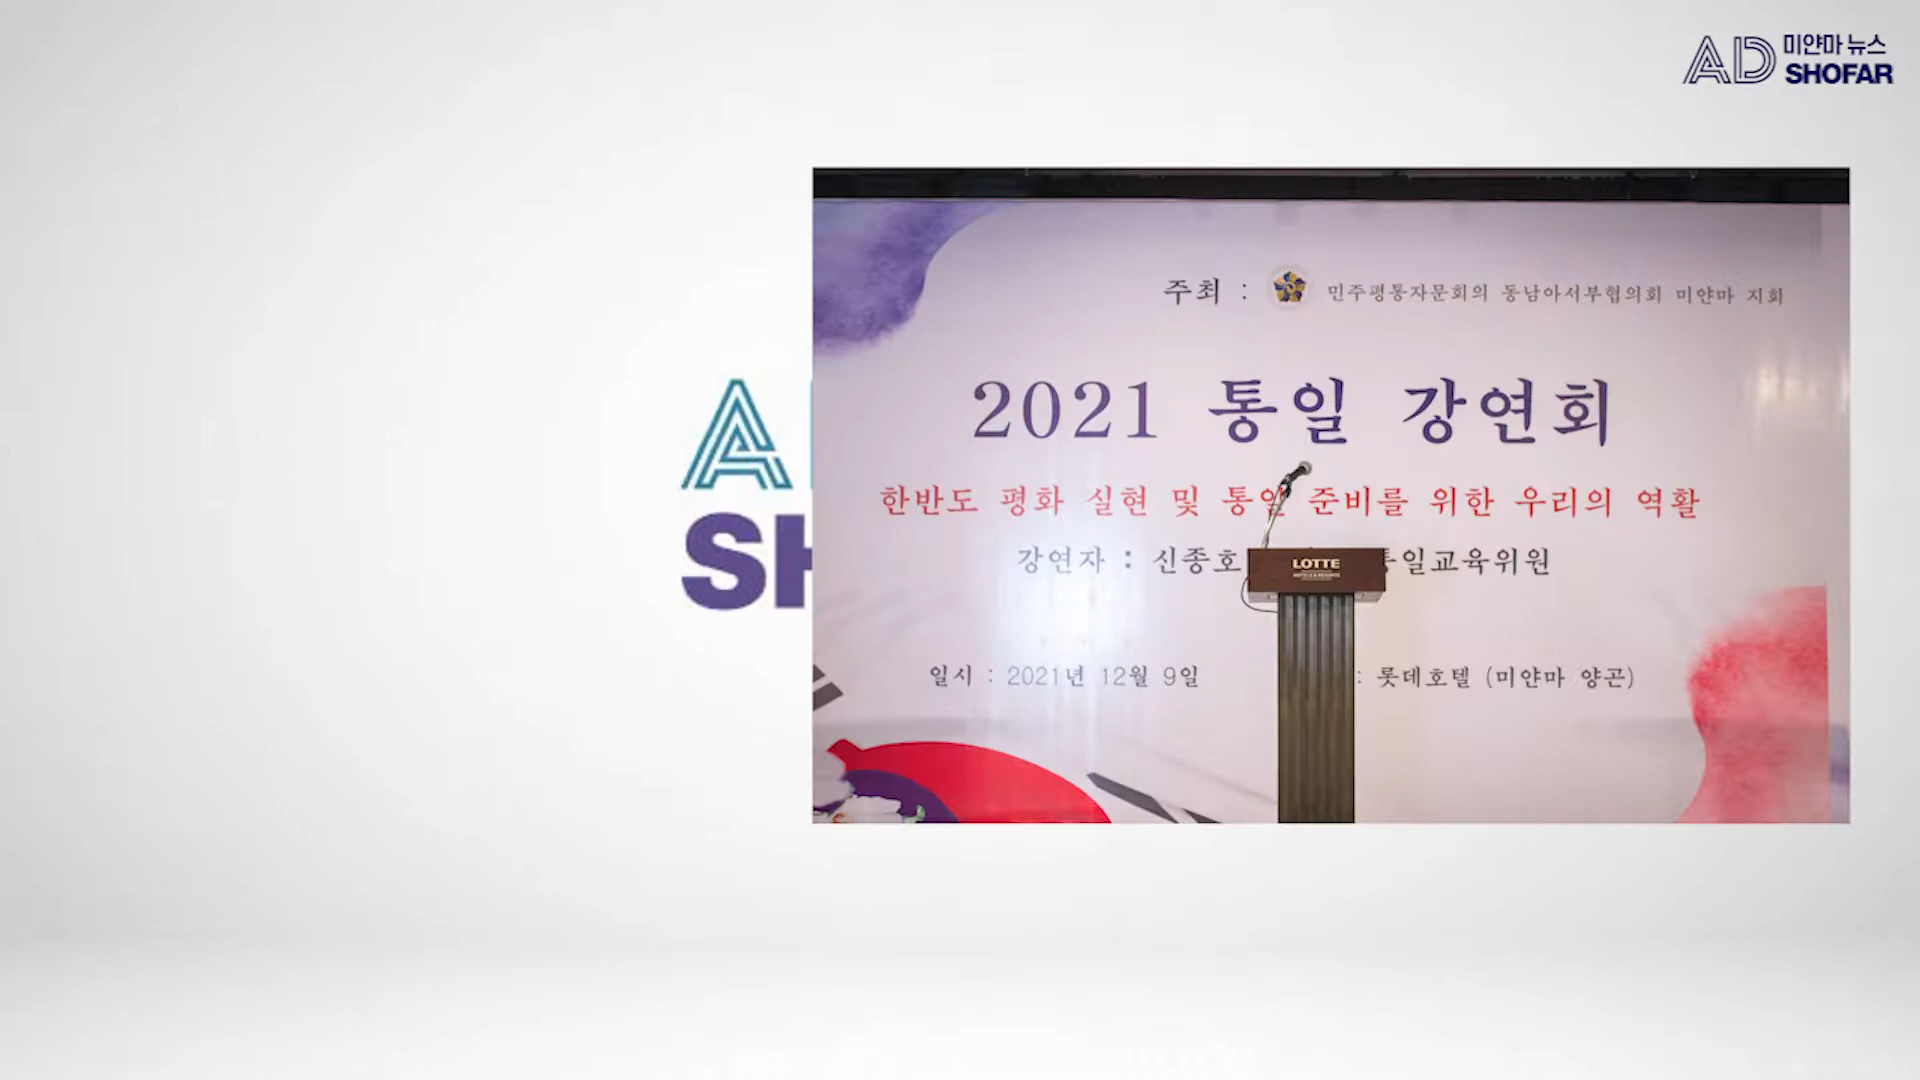 AD 미얀마 뉴스
SHOFAR
주최 : 민주평통자문회의 동남아서부협의회 미얀마 지회
2021 통일 강연회
한반도 평화 실현 및 통일 준비를 위한 우리의 역활
강연자 : 신종호 통일교육위원
LOTTE
일시 : 2021년 12월 9일 : 롯데호텔 (미얀마 양곤)
A
SH